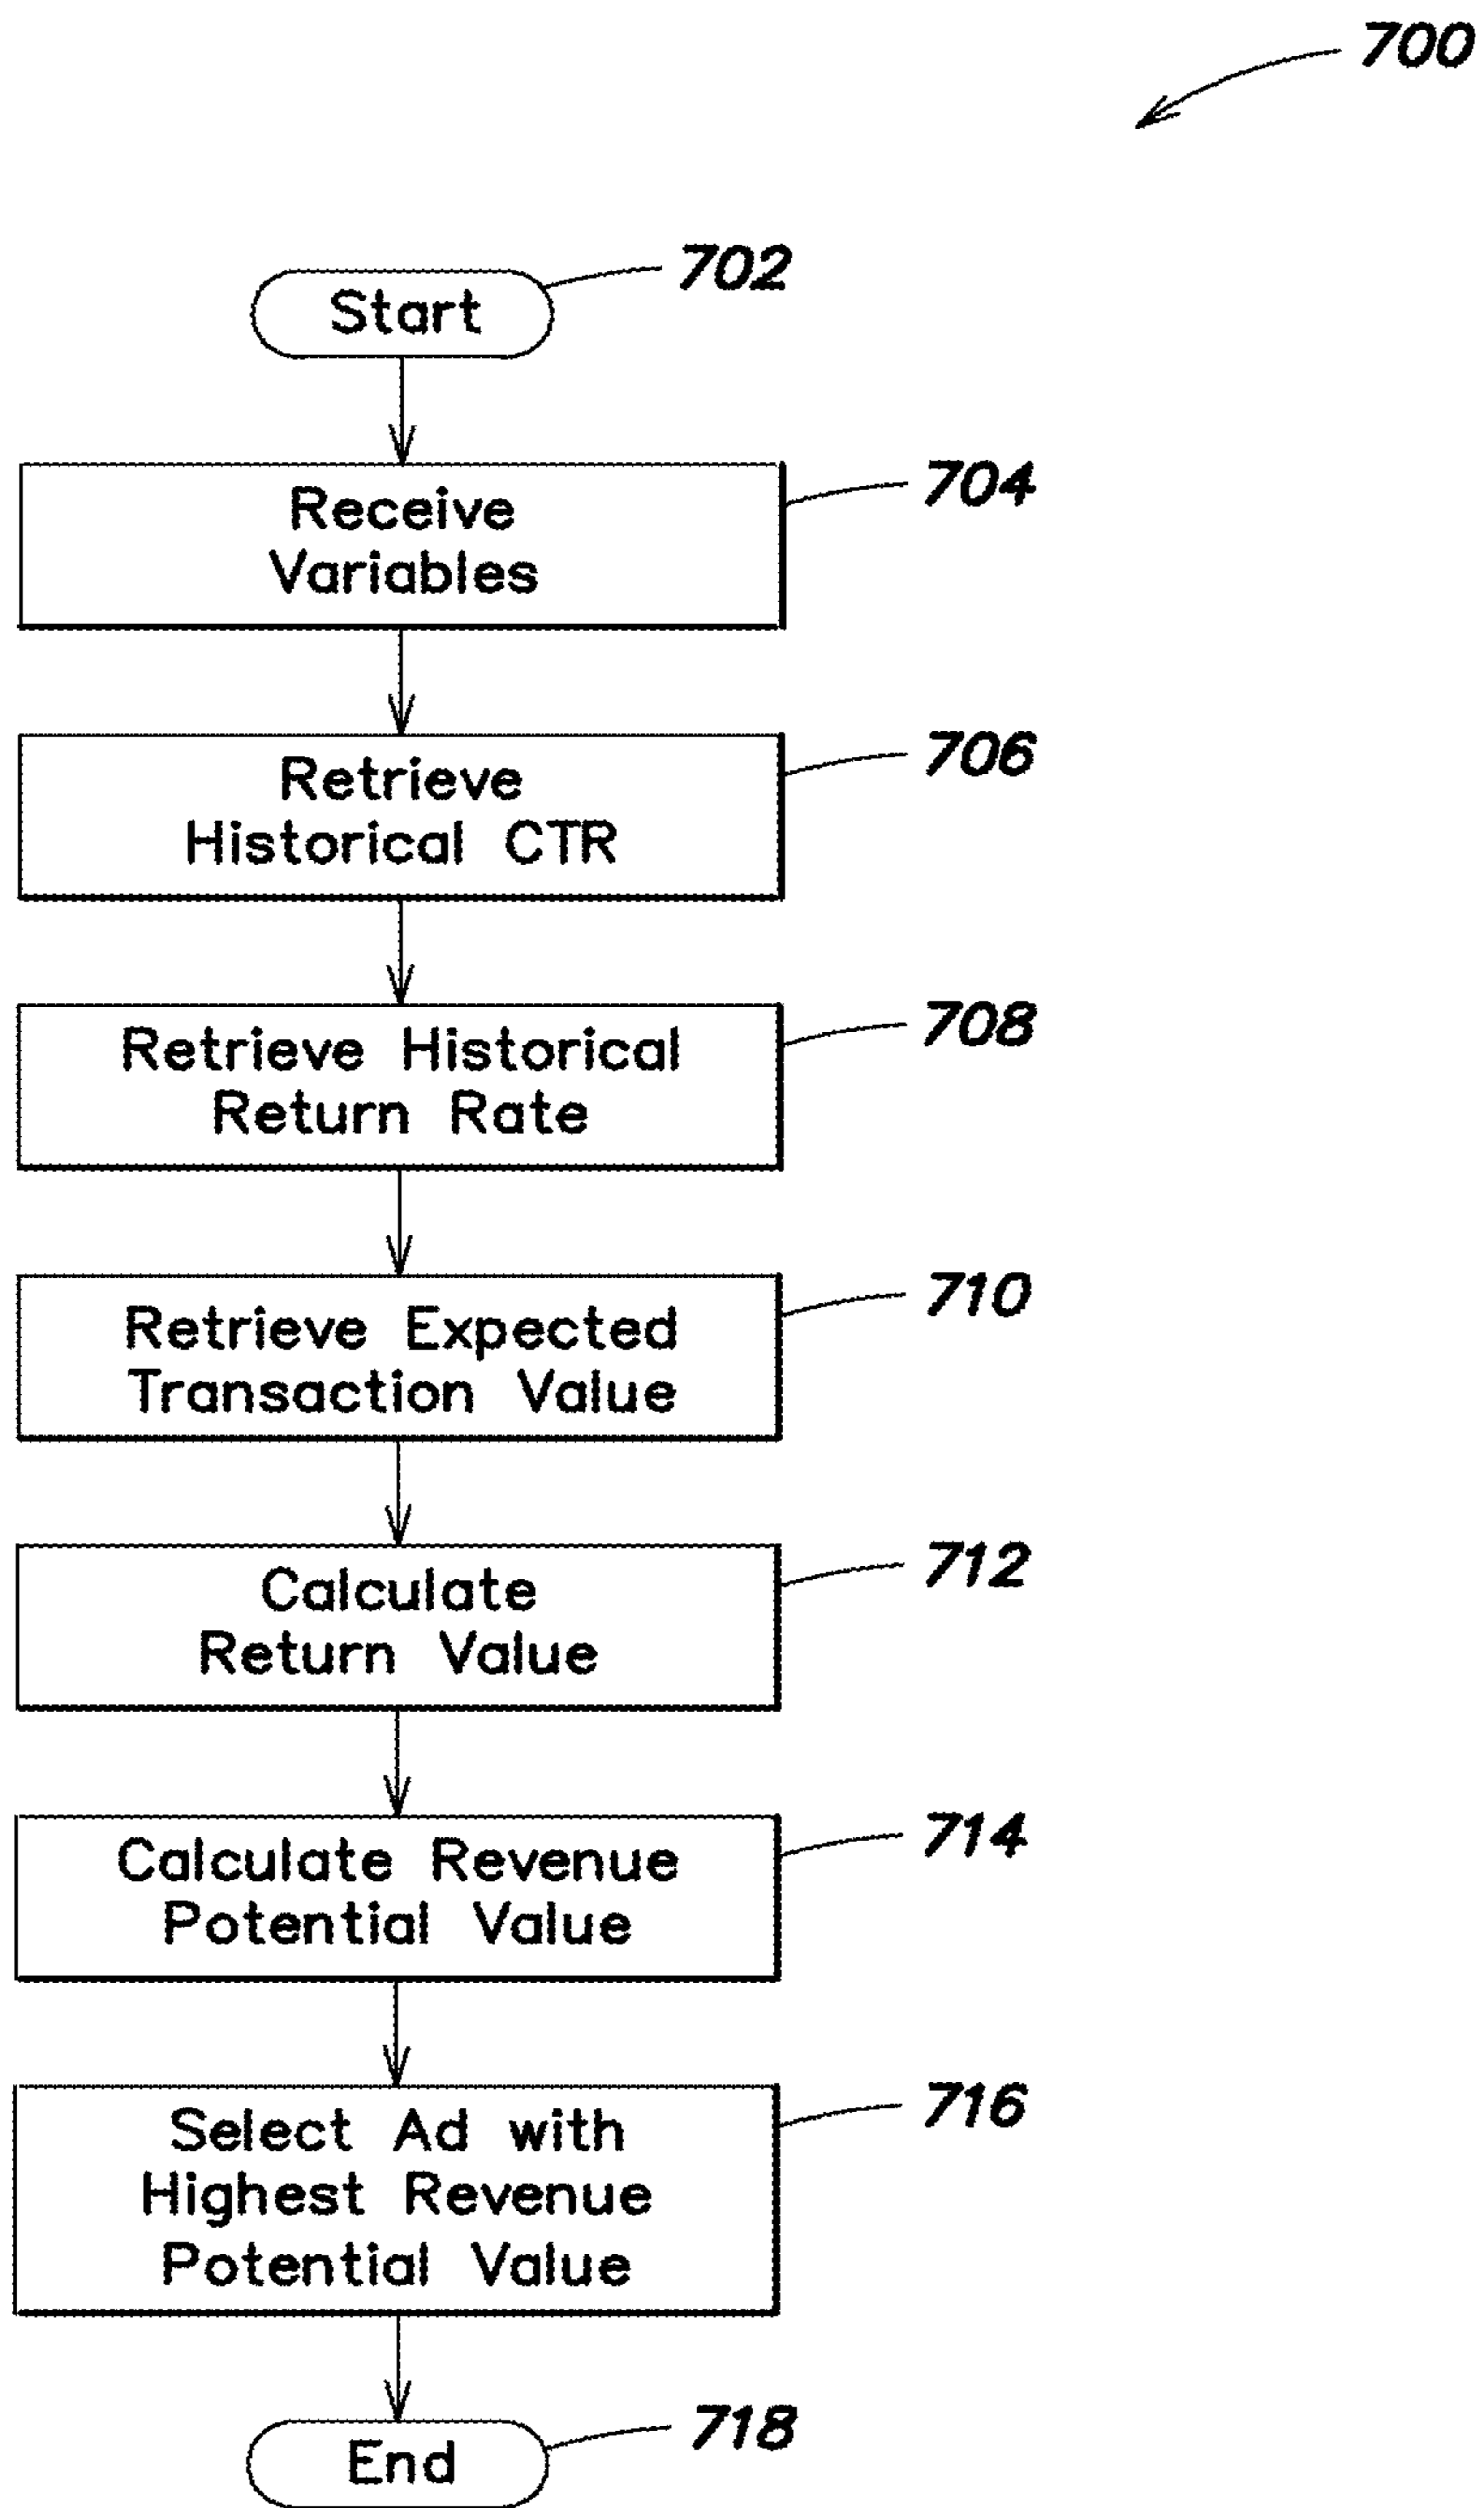 700
702
Start
704
Receive
Variables
706
Retrieve
Historical CTR
708
Retrieve Historical
Return Rate
710
Retrieve Expected
Transaction Value
712
Calculate
Return Value
714
Calculate Revenue
Potential Value
716
Select Ad with
Highest Revenue
Potential Value
718
End